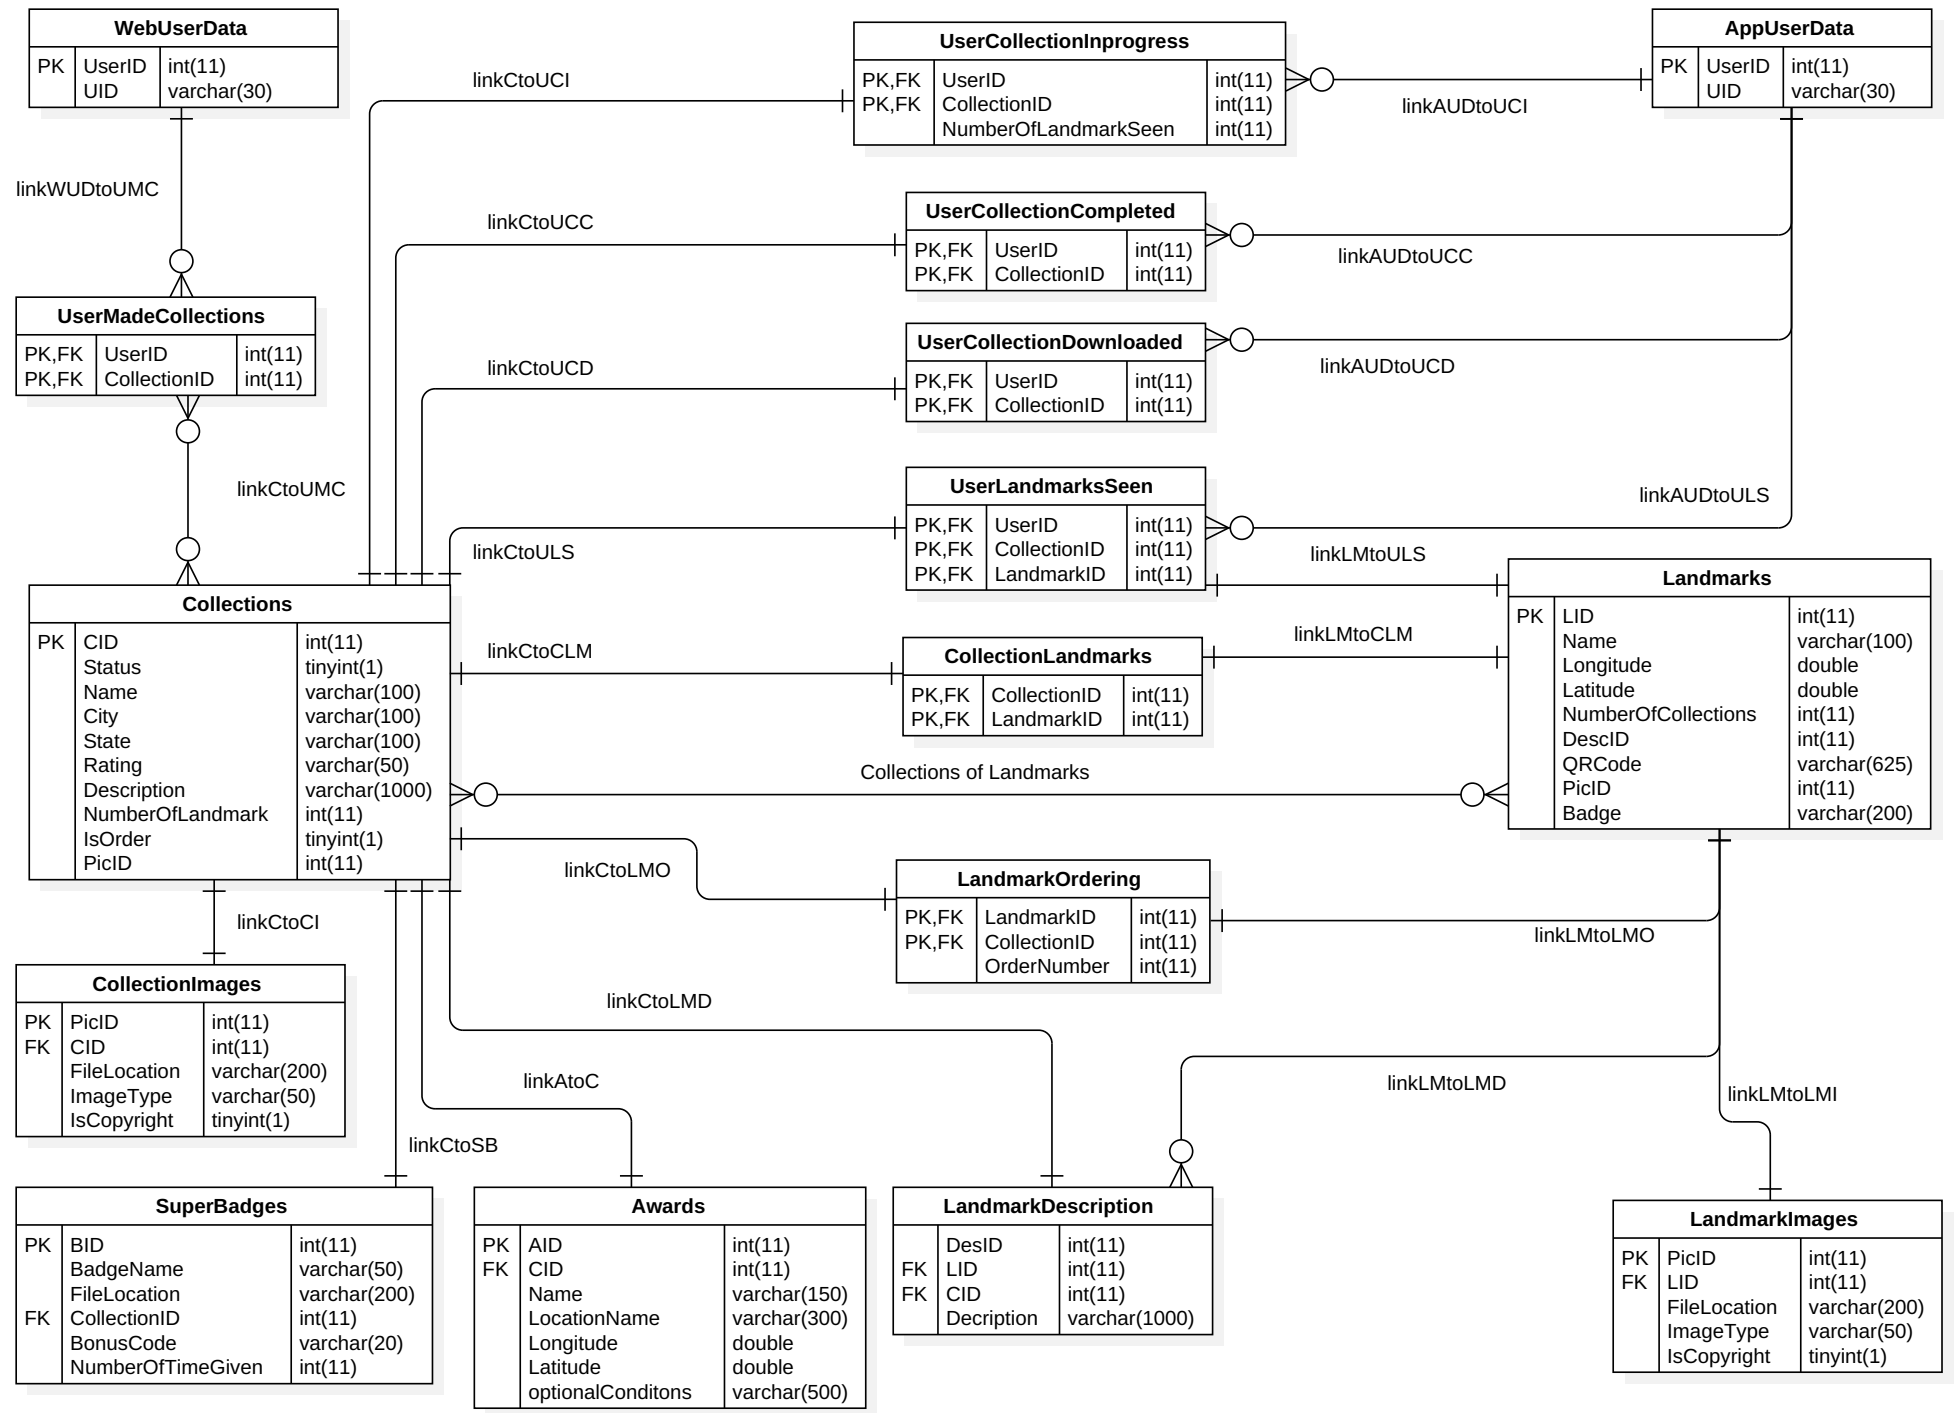 WebUserData
PK UserID int(11)
UID varchar(30)
linkWUDtoUMC
UserMadeCollections
PK,FK UserID int(11)
PK,FK CollectionID int(11)
linkCtoUMC
linkCtoUCI
UserCollectionInprogress
PK,FK UserID int(11)
PK,FK CollectionID int(11)
NumberOfLandmarkSeen int(11)
linkAUDtoUCI
AppUserData
PK UserID int(11)
UID varchar(30)
linkCtoUCC
UserCollectionCompleted
PK,FK UserID int(11)
PK,FK CollectionID int(11)
linkAUDtoUCC
linkCtoUCD
UserCollectionDownloaded
PK,FK UserID int(11)
PK,FK CollectionID int(11)
linkAUDtoUCD
linkCtoULS
UserLandmarksSeen
PK,FK UserID int(11)
PK,FK CollectionID int(11)
PK,FK LandmarkID int(11)
linkAUDtoULS
linkLMtoULS
Collections
PK CID int(11)
Status tinyint(1)
Name varchar(100)
City varchar(100)
State varchar(100)
Rating varchar(50)
Description varchar(1000)
NumberOfLandmark int(11)
IsOrder tinyint(1)
PicID int(11)
linkCtoCLM
CollectionLandmarks
PK,FK CollectionID int(11)
PK,FK LandmarkID int(11)
linkLMtoCLM
Landmarks
PK LID int(11)
Name varchar(100)
Longitude double
Latitude double
NumberOfCollections int(11)
DescID int(11)
QRCode varchar(625)
PicID int(11)
Badge varchar(200)
Collections of Landmarks
linkCtoLMO
LandmarkOrdering
PK,FK LandmarkID int(11)
PK,FK CollectionID int(11)
OrderNumber int(11)
linkLMtoLMO
linkCtoCI
CollectionImages
PK PicID int(11)
FK CID int(11)
FileLocation varchar(200)
ImageType varchar(50)
IsCopyright tinyint(1)
linkCtoLMD
linkAtoC
linkCtoSB
linkLMtoLMD
linkLMtoLMI
SuperBadges
PK BID int(11)
BadgeName varchar(50)
FileLocation varchar(200)
FK CollectionID int(11)
BonusCode varchar(20)
NumberOfTimeGiven int(11)
Awards
PK AID int(11)
FK CID int(11)
Name varchar(150)
LocationName varchar(300)
Longitude double
Latitude double
optionalConditons varchar(500)
LandmarkDescription
DesID int(11)
FK LID int(11)
FK CID int(11)
Decription varchar(1000)
LandmarkImages
PK PicID int(11)
FK LID int(11)
FileLocation varchar(200)
ImageType varchar(50)
IsCopyright tinyint(1)